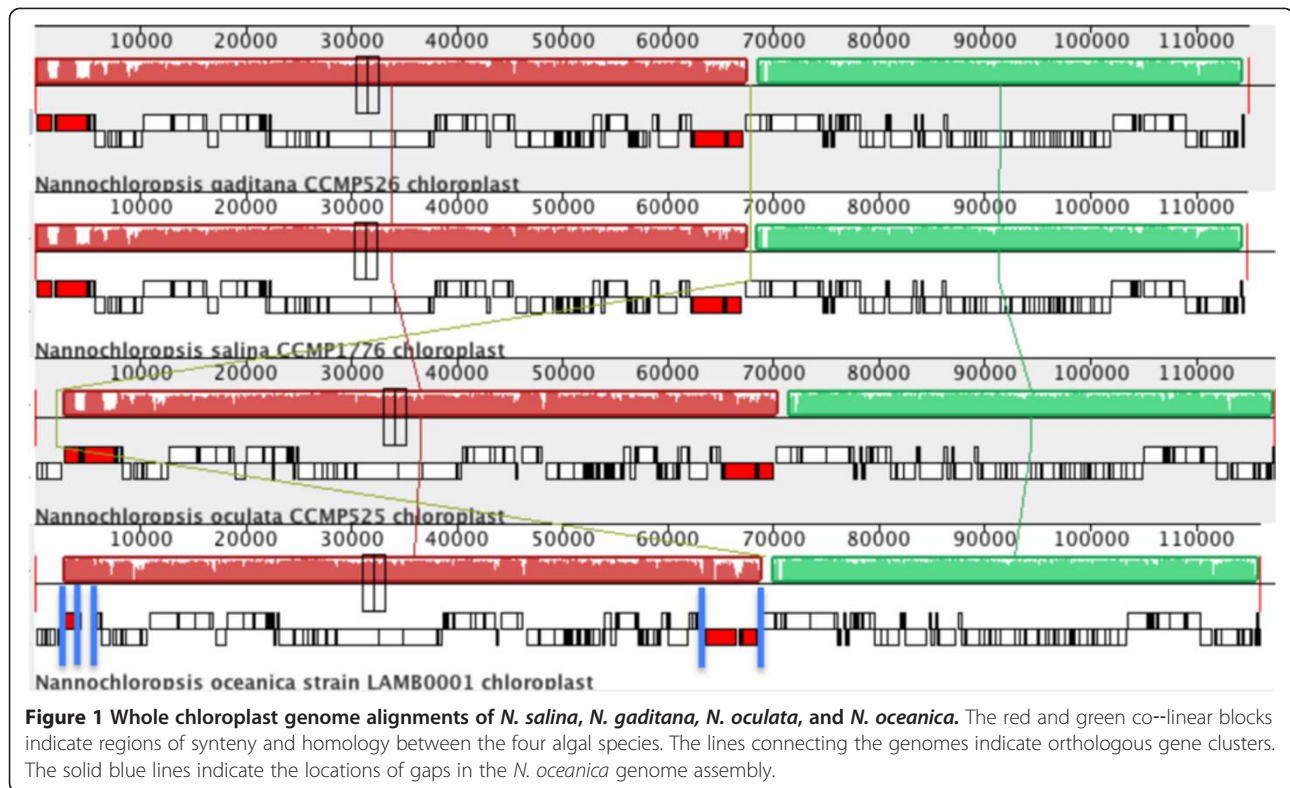 10000 20000 30000 40000 50000 60000 70000 80000 90000 100000 110000
Nannochloropsis gaditana CCMP526 chloroplast
10000 20000 30000 40000 50000 60000 70000 80000 90000 100000 110000
Nannochloropsis salina CCMP1776 chloroplast
10000 20000 30000 40000 50000 60000 70000 80000 90000 100000 110000
Nannochloropsis oculata CCMP525 chloroplast
10000 20000 30000 40000 50000 60000 70000 80000 90000 100000 110000
Nannochloropsis oceanica strain LAMB0001 chloroplast
Figure 1 Whole chloroplast genome alignments of N. salina, N. gaditana, N. oculata, and N. oceanica. The red and green co--linear blocks
indicate regions of synteny and homology between the four algal species. The lines connecting the genomes indicate orthologous gene clusters.
The solid blue lines indicate the locations of gaps in the N. oceanica genome assembly.